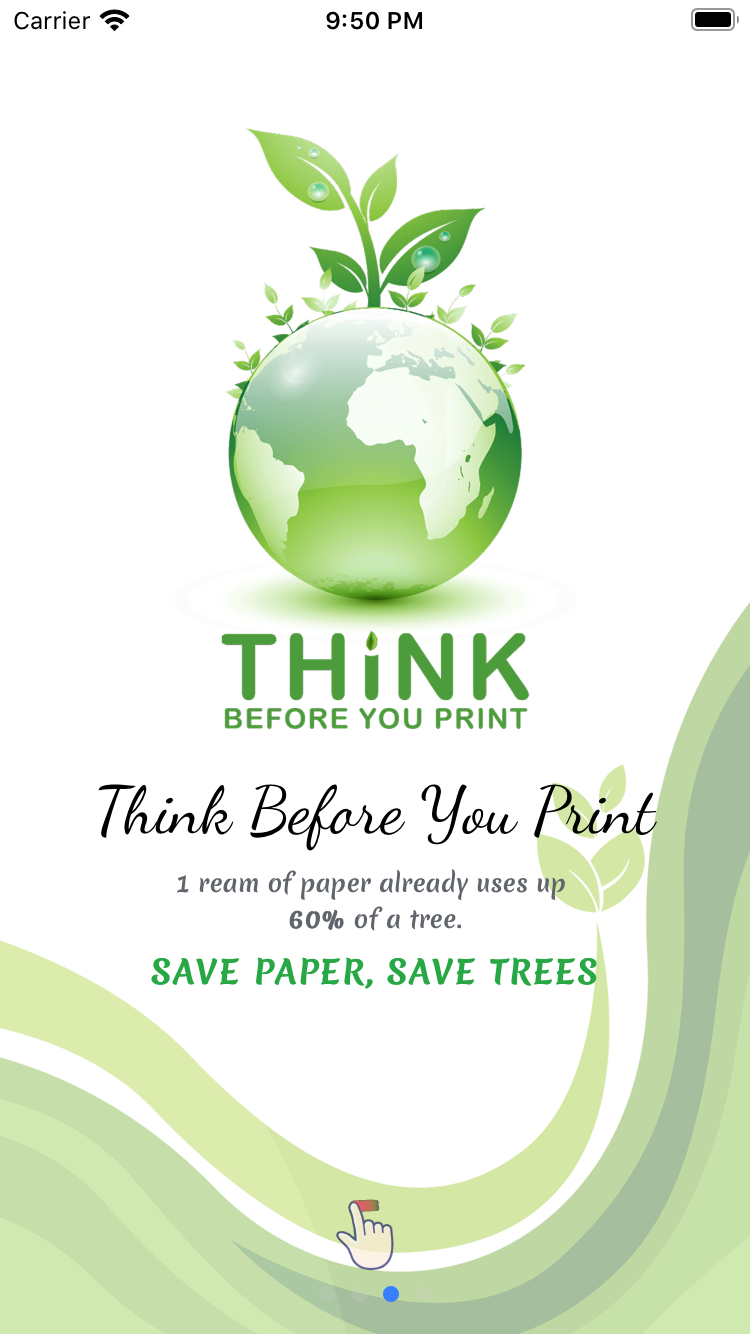 Carrier 9:50 PM
THiNK
BEFORE YOU PRINT
Think Before You Print
1 ream of paper already uses up
60% of a tree.
SAVE PAPER, SAVE TREES